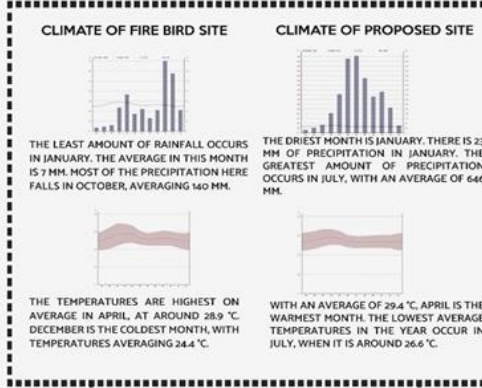 CLIMATE OF FIRE BIRD SITE
THE LEAST AMOUNT OF RAINFALL OCCURS
IN JANUARY. THE AVERAGE IN THIS MONTH
IS 7 MM. MOST OF THE PRECIPITATION HERE
FALLS IN OCTOBER, AVERAGING 140 MM.
THE TEMPERATURES ARE HIGHEST ON
AVERAGE IN APRIL, AT AROUND 28.9 °C.
DECEMBER IS THE COLDEST MONTH, WITH
TEMPERATURES AVERAGING 24.4 °C.
CLIMATE OF PROPOSED SITE
THE DRIEST MONTH IS JANUARY. THERE IS 23
MM OF PRECIPITATION IN JANUARY. THE
GREATEST AMOUNT OF PRECIPITATION
OCCURS IN JULY, WITH AN AVERAGE OF 646
MM.
WITH AN AVERAGE OF 29.4 °C, APRIL IS THE
WARMEST MONTH. THE LOWEST AVERAGE
TEMPERATURES IN THE YEAR OCCUR IN
JULY, WHEN IT IS AROUND 26.6 °C.